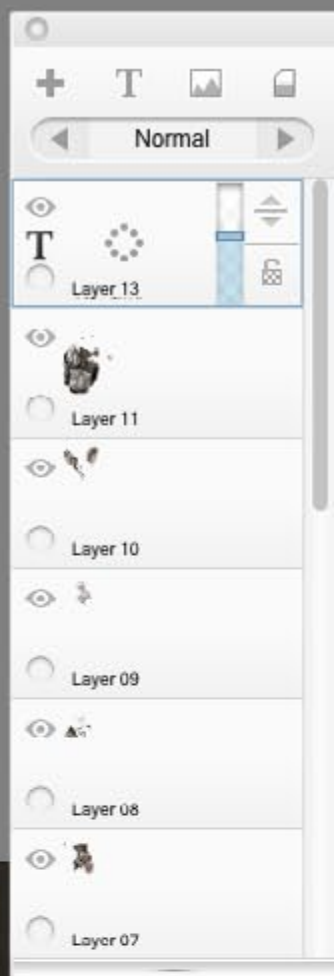 T
Normal
T
Layer 13
Layer 11
Layer 10
Layer 09
Layer 08
Layer 07